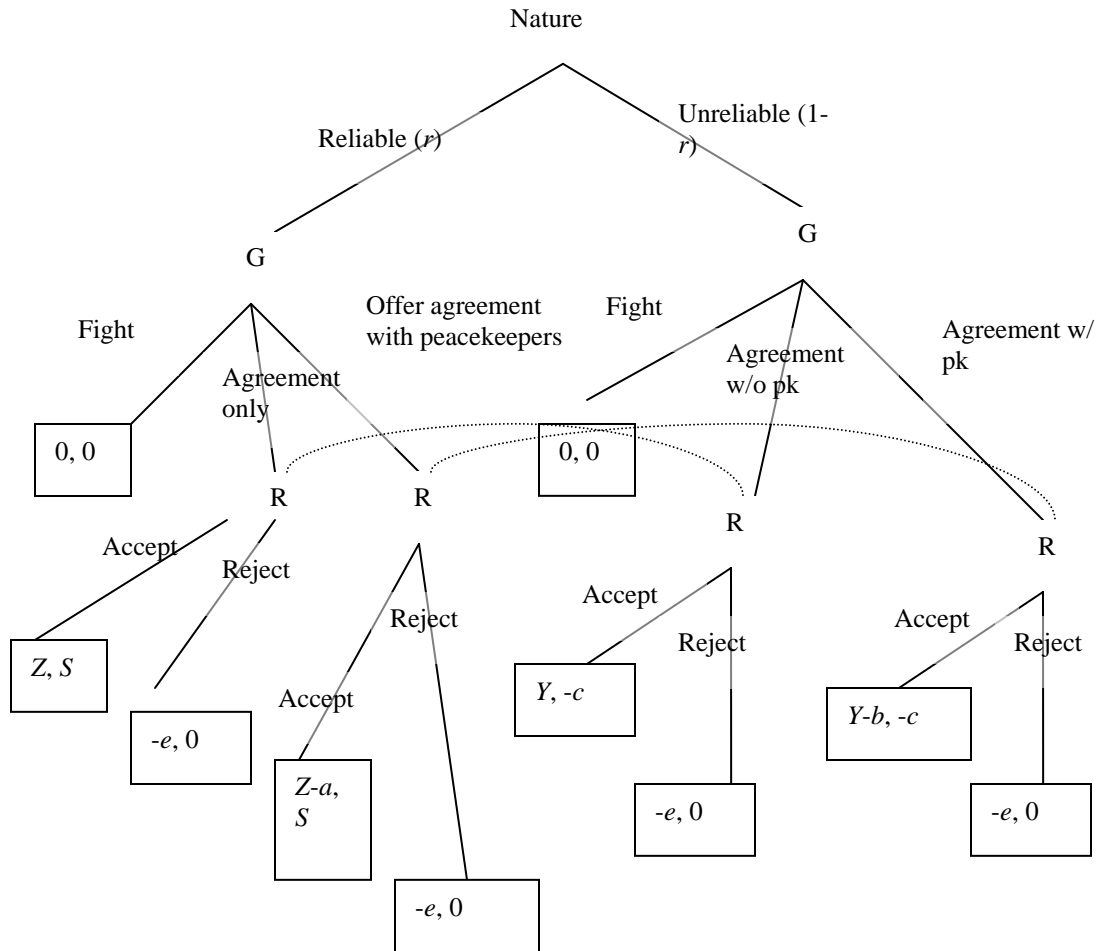 Nature
Reliable (r)
Unreliable (1-
r)
G
G
Fight
Offer agreement
with peacekeepers
Fight
Agreement w/
pk
Agreement
only
Agreement
w/o pk
0, 0
0, 0
R
R
R
R
Accept
Reject
Reject
Accept
Reject
Accept
Reject
Z, S
Y, -c
Y-b, -c
Accept
-e, 0
Z-a,
S
-e, 0
-e, 0
-e, 0